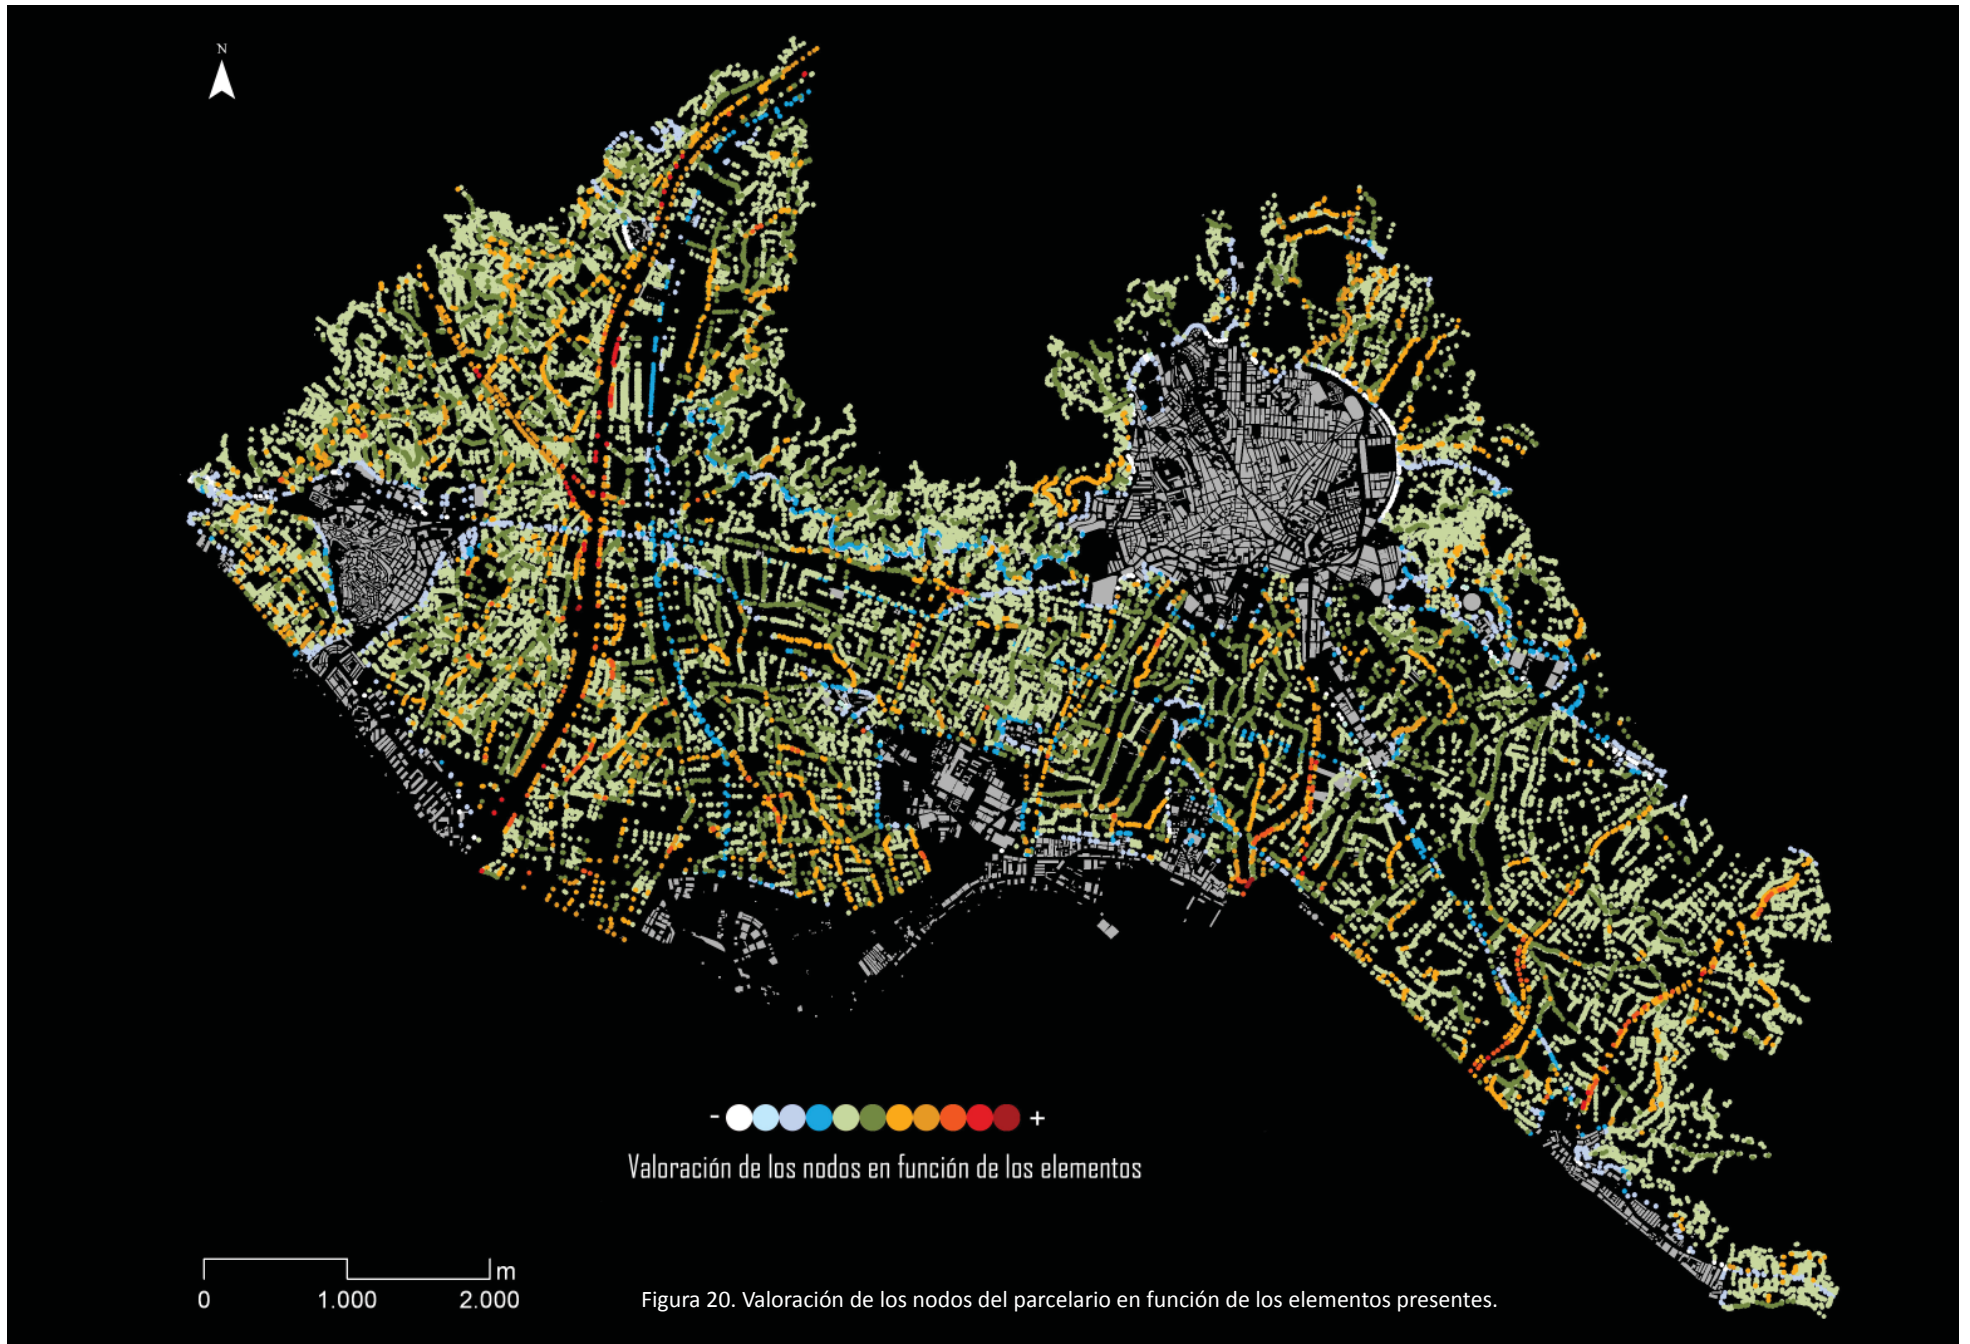 N
- +
Valoración de los nodos en función de los elementos
m
0 1.000 2.000
Figura 20. Valoración de los nodos del parcelario en función de los elementos presentes.